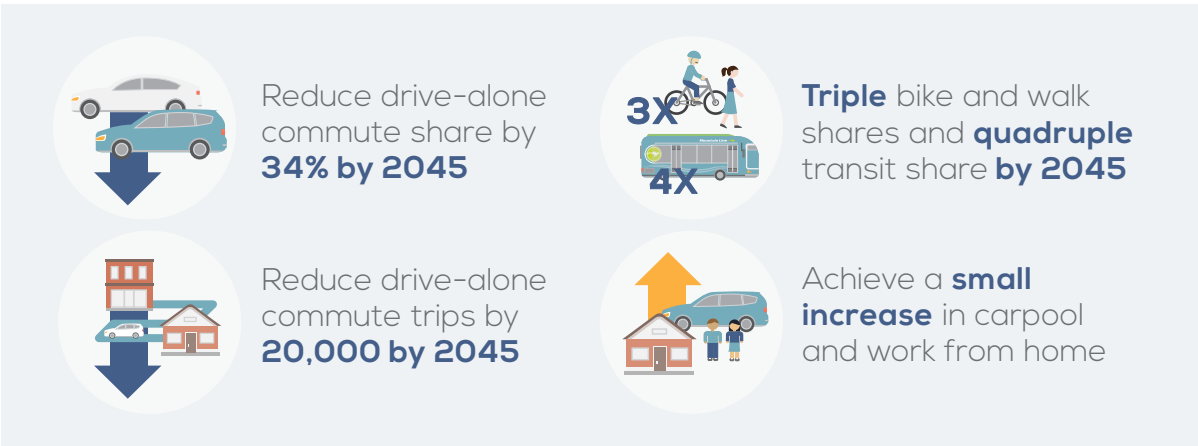 Reduce drive-alone
commute share by
34% by 2045
3X
4X
Mountain Line
Triple bike and walk
shares and quadruple
transit share by 2045
Reduce drive-alone
commute trips by
20,000 by 2045
Achieve a small
increase in carpool
and work from home